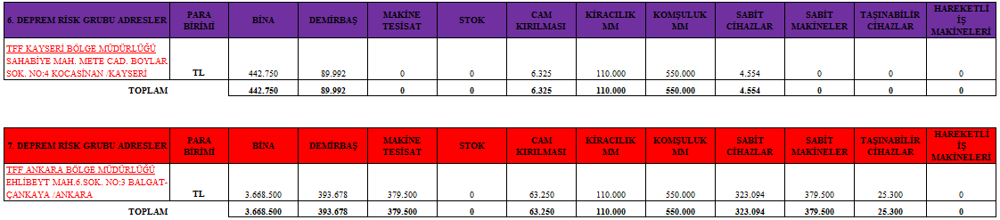 6. DEPREM RİSK GRUBU ADRESLER PARA BİRİMİ BİNA DEMİRBAŞ MAKİNE TESİSAT STOK CAM KIRILMASI KİRACILIK MM KOMŞULUK MM SABİT CİHAZLAR SABİT MAKİNELER TAŞINABİLİR CİHAZLAR HAREKETLİ İŞ MAKİNELERİ
TFF KAYSERİ BÖLGE MÜDÜRLÜĞÜ
SAHABİYE MAH. METE CAD. BOYLAR
SOK. NO:4 KOCASİNAN /KAYSERİ TL 442.750 89.992 0 0 6.325 110.000 550.000 4.554 0 0 0
TOPLAM 442.750 89.992 0 0 6.325 110.000 550.000 4.554 0 0 0
7. DEPREM RİSK GRUBU ADRESLER PARA BİRİMİ BİNA DEMİRBAŞ MAKİNE TESİSAT STOK CAM KIRILMASI KİRACILIK MM KOMŞULUK MM SABİT CİHAZLAR SABİT MAKİNELER TAŞINABİLİR CİHAZLAR HAREKETLİ İŞ MAKİNELERİ
TFF ANKARA BÖLGE MÜDÜRLÜĞÜ
EHLİBEYT MAH.6.SOK. NO:3 BALGAT-
ÇANKAYA /ANKARA TL 3.668.500 393.678 379.500 0 63.250 110.000 550.000 323.094 379.500 25.300 0
TOPLAM 3.668.500 393.678 379.500 0 63.250 110.000 550.000 323.094 379.500 25.300 0